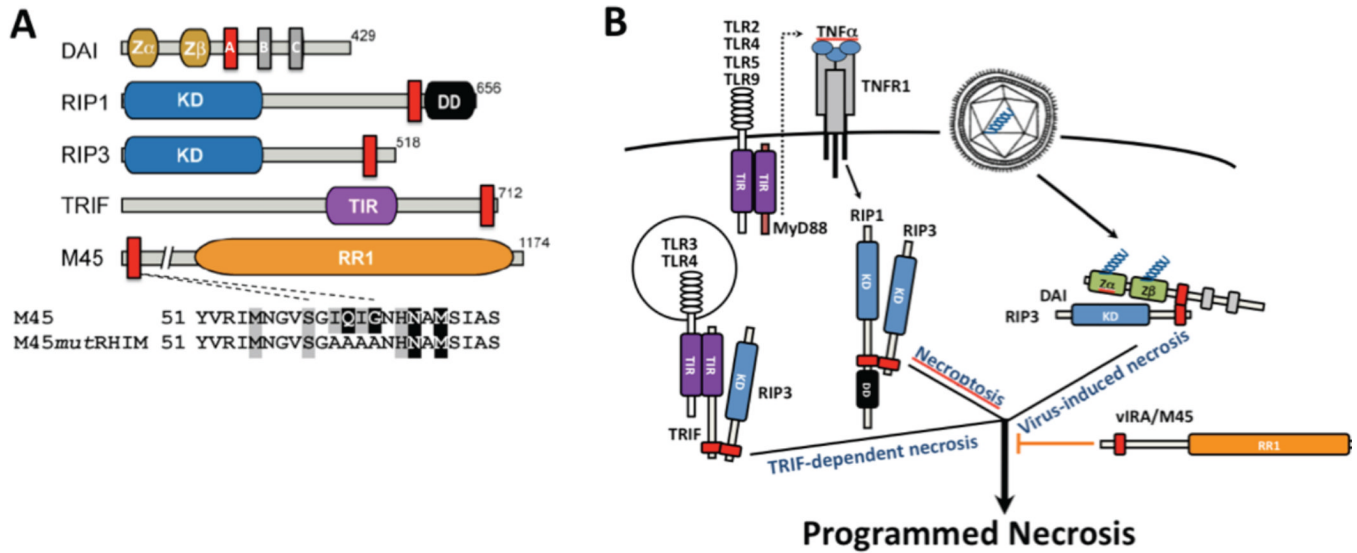 A
DAI Zα Zβ A B C 429
RIP1 KD DD 656
RIP3 KD 518
TRIF TIR 712
M45 RR1 1174
M45 51 YVRIMNGVSGIQIGNHNAMSIAS
M45mutRHIM 51 YVRIMNGVSGAAAANHNAMSIAS
B
TLR2
TLR4
TLR5
TLR9
TNFα
TNFR1
TIR TIR
MyD88
RIP1
RIP3
KD
KD
DD
TLR3
TLR4
TIR TIR
KD
RIP3
TRIF
Zα Zβ
DAI
RIP3 KD
Necroptosis
Virus-induced necrosis
TRIF-dependent necrosis
vIRA/M45
RR1
Programmed Necrosis